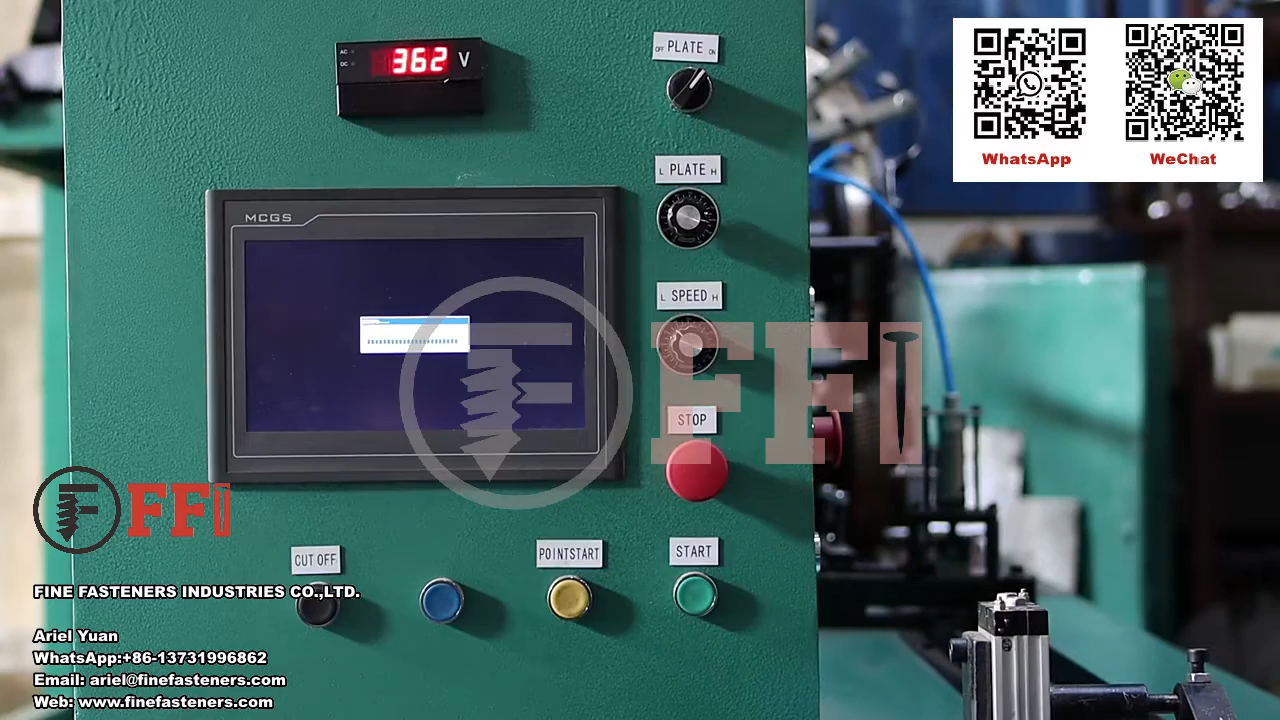 AC
DC
362 V
OFF PLATE ON
WhatsApp
WeChat
L PLATE H
MCGS
L SPEED H
FFI
STOP
FFI
CUT OFF
POINTSTART
START
FINE FASTENERS INDUSTRIES CO.,LTD.
Ariel Yuan
WhatsApp:+86-13731996862
Email: ariel@finefasteners.com
Web: www.finefasteners.com